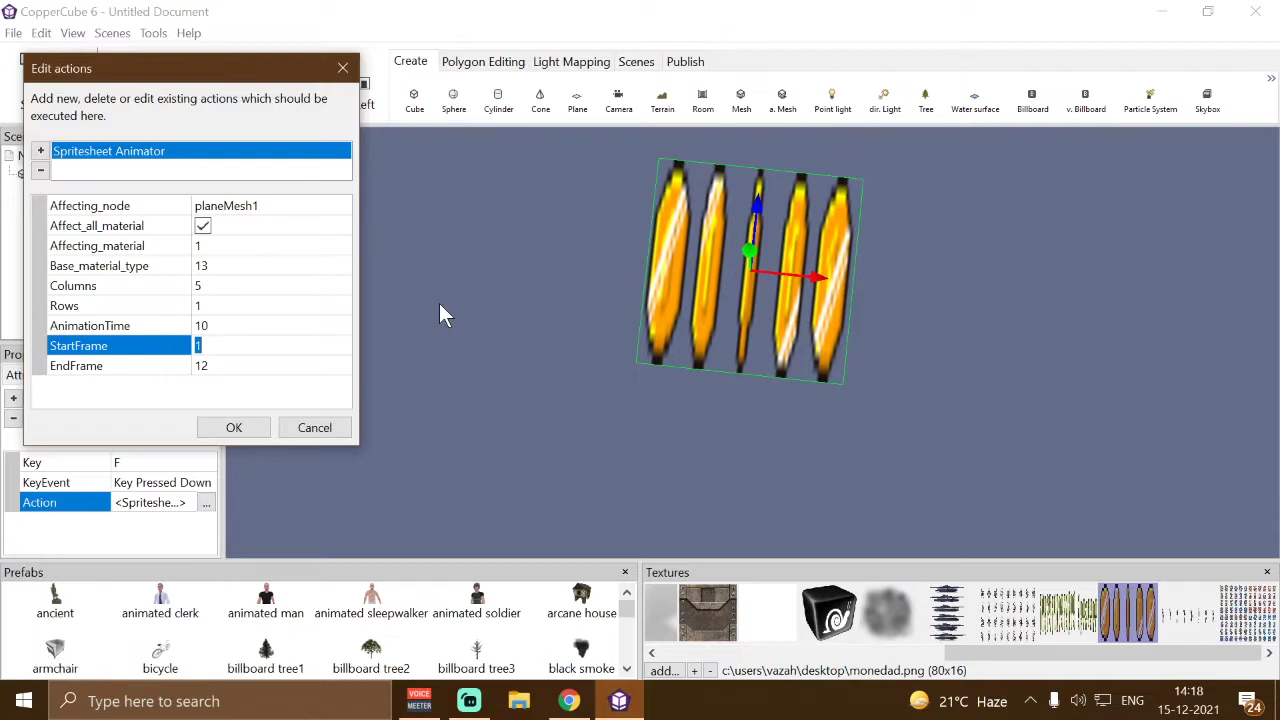 CopperCube 6 - Untitled Document
File Edit View Scenes Tools Help
Edit actions
Add new, delete or edit existing actions which should be
executed here.
+ Spritesheet Animator
-
Affecting_node planeMesh1
Affect_all_material
Affecting_material 1
Base_material_type 13
Columns 5
Rows 1
AnimationTime 10
StartFrame 1
EndFrame 12
OK Cancel
Create Polygon Editing Light Mapping Scenes Publish
Cube Sphere Cylinder Cone Plane Camera Terrain Room Mesh a. Mesh Point light dir. Light Tree Water surface Billboard v. Billboard Particle System Skybox
Key F
KeyEvent Key Pressed Down
Action <Spriteshe...> ...
Prefabs
ancient animated clerk animated man animated sleepwalker animated soldier arcane house
armchair bicycle billboard tree1 billboard tree2 billboard tree3 black smoke
Textures
add... + - c:\users\vazah\desktop\monedad.png (80x16)
Type here to search
VOICE
MEETER
21°C Haze
ENG
14:18
15-12-2021
24